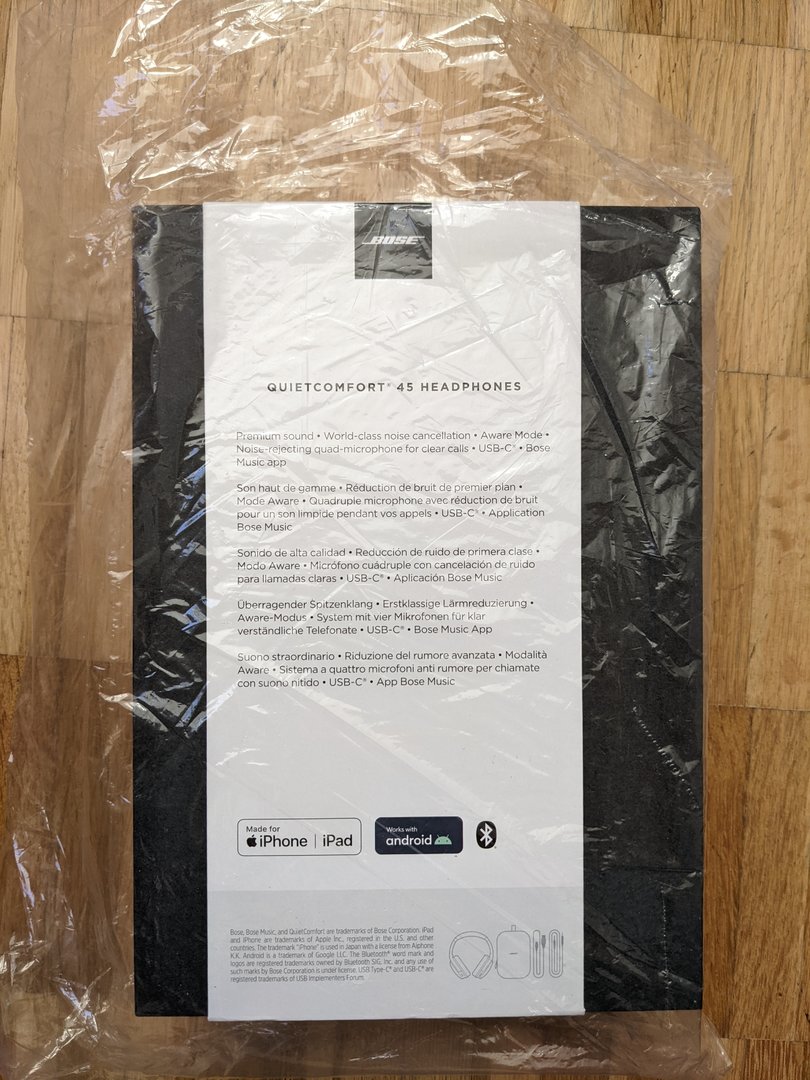 BOSE
QUIETCOMFORT® 45 HEADPHONES
Premium sound • World-class noise cancellation • Aware Mode •
Noise-rejecting quad-microphone for clear calls • USB-C® • Bose
Music app
Son haut de gamme • Réduction de bruit de premier plan •
Mode Aware • Quadruple microphone avec réduction de bruit
pour un son limpide pendant vos appels • USB-C® • Application
Bose Music
Sonido de alta calidad • Reducción de ruido de primera clase •
Modo Aware • Micrófono cuádruple con cancelación de ruido
para llamadas claras • USB-C® • Aplicación Bose Music
Überragender Spitzenklang • Erstklassige Lärmreduzierung •
Aware-Modus • System mit vier Mikrofonen für klar
verständliche Telefonate • USB-C® • Bose Music App
Suono straordinario • Riduzione del rumore avanzata • Modalità
Aware • Sistema a quattro microfoni anti rumore per chiamate
con suono nitido • USB-C® • App Bose Music
Made for
iPhone | iPad
Works with
android
Bose, Bose Music, and QuietComfort are trademarks of Bose Corporation. iPad
and iPhone are trademarks of Apple Inc., registered in the U.S. and other
countries. The trademark "iPhone" is used in Japan with a license from Aiphone
K.K. Android is a trademark of Google LLC. The Bluetooth® word mark and
logos are registered trademarks owned by Bluetooth SIG, Inc. and any use of
such marks by Bose Corporation is under license. USB Type-C® and USB-C® are
registered trademarks of USB Implementers Forum.